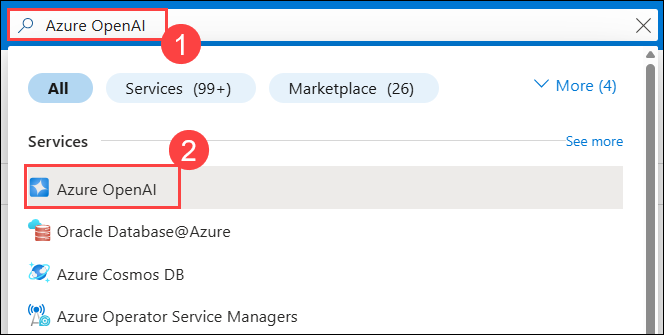 Azure OpenAI
1
All Services (99+) Marketplace (26) More (4)
2
Services See more
Azure OpenAI
Oracle Database@Azure
Azure Cosmos DB
Azure Operator Service Managers